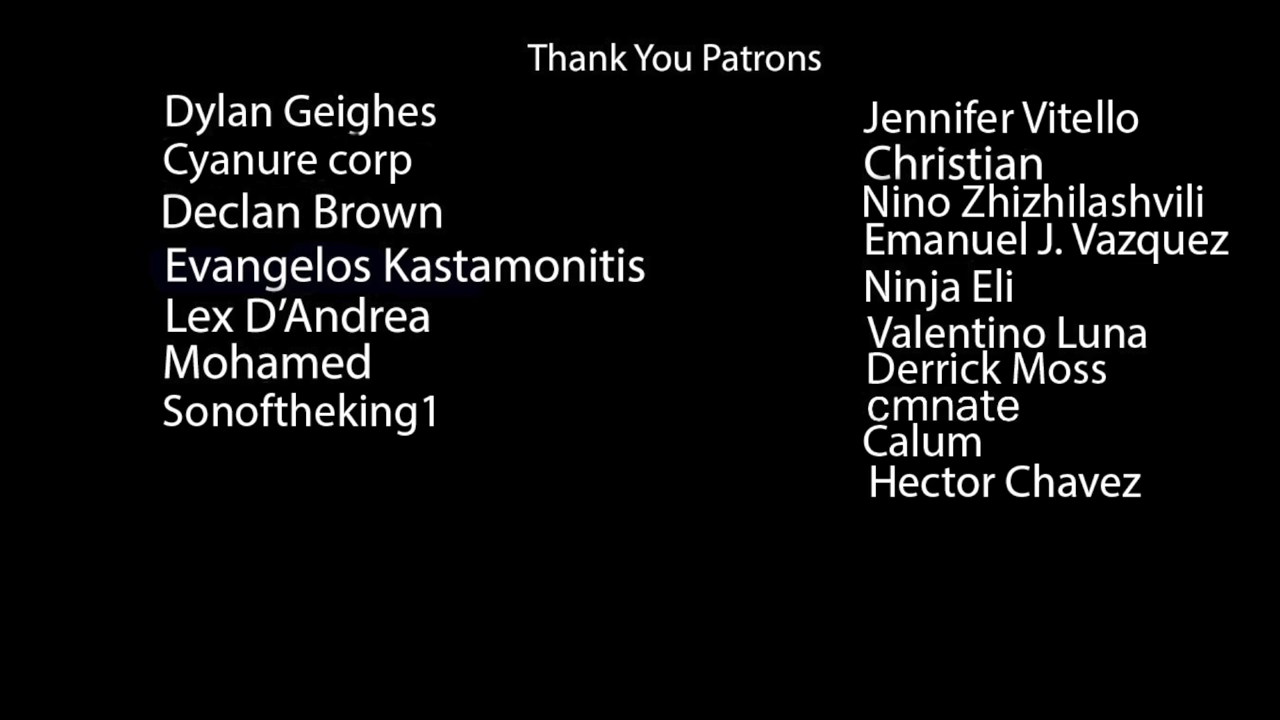 Thank You Patrons
Dylan Geighes
Cyanure corp
Declan Brown
Evangelos Kastamonitis
Lex D’Andrea
Mohamed
Sonoftheking1
Jennifer Vitello
Christian
Nino Zhizhilashvili
Emanuel J. Vazquez
Ninja Eli
Valentino Luna
Derrick Moss
cmnate
Calum
Hector Chavez